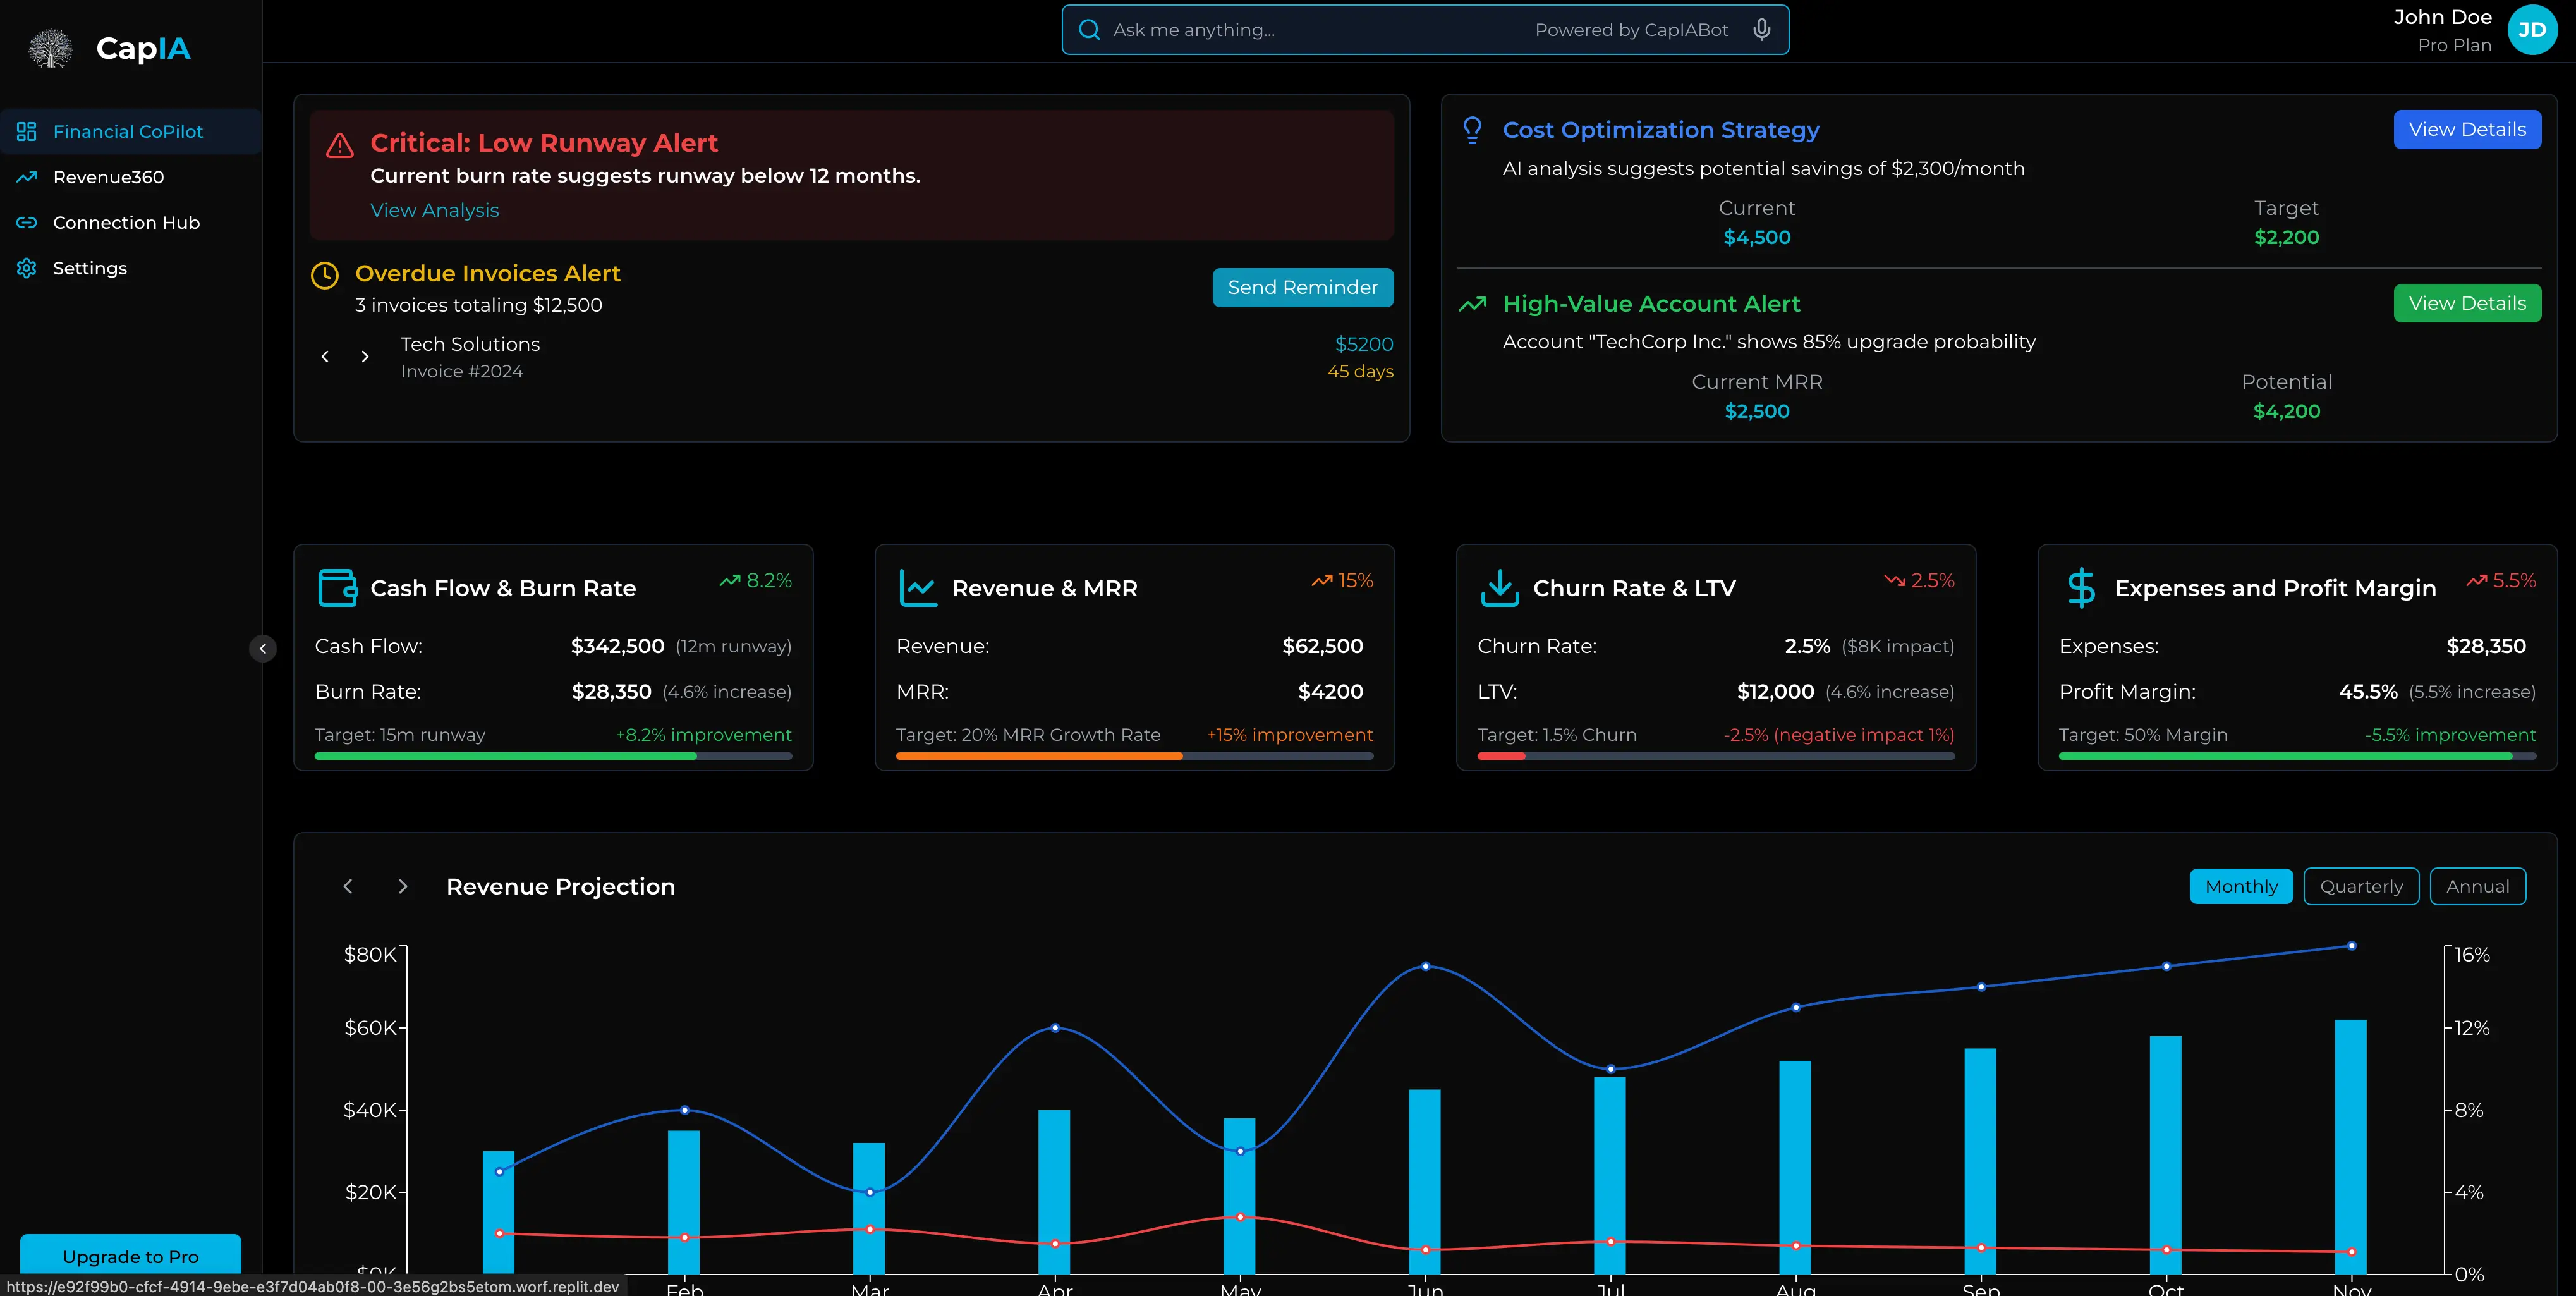 CapIA
Financial CoPilot
Revenue360
Connection Hub
Settings
Upgrade to Pro
Ask me anything...
Powered by CapIABot
John Doe
Pro Plan
JD
Critical: Low Runway Alert
Current burn rate suggests runway below 12 months.
View Analysis
Overdue Invoices Alert
3 invoices totaling $12,500
Send Reminder
Tech Solutions
$5200
Invoice #2024
45 days
Cost Optimization Strategy
View Details
AI analysis suggests potential savings of $2,300/month
Current
Target
$4,500
$2,200
High-Value Account Alert
View Details
Account "TechCorp Inc." shows 85% upgrade probability
Current MRR
Potential
$2,500
$4,200
Cash Flow & Burn Rate
8.2%
Cash Flow:
$342,500 (12m runway)
Burn Rate:
$28,350 (4.6% increase)
Target: 15m runway
+8.2% improvement
Revenue & MRR
15%
Revenue:
$62,500
MRR:
$4200
Target: 20% MRR Growth Rate
+15% improvement
Churn Rate & LTV
2.5%
Churn Rate:
2.5% ($8K impact)
LTV:
$12,000 (4.6% increase)
Target: 1.5% Churn
-2.5% (negative impact 1%)
Expenses and Profit Margin
5.5%
Expenses:
$28,350
Profit Margin:
45.5% (5.5% increase)
Target: 50% Margin
-5.5% improvement
Revenue Projection
Monthly
Quarterly
Annual
$80K
$60K
$40K
$20K
$0K
16%
12%
8%
4%
0%
Feb
Mar
Apr
May
Jun
Jul
Aug
Sep
Oct
Nov
https://e92f99b0-cfcf-4914-9ebe-e3f7d04ab0f8-00-3e56g2bs5etom.worf.replit.dev